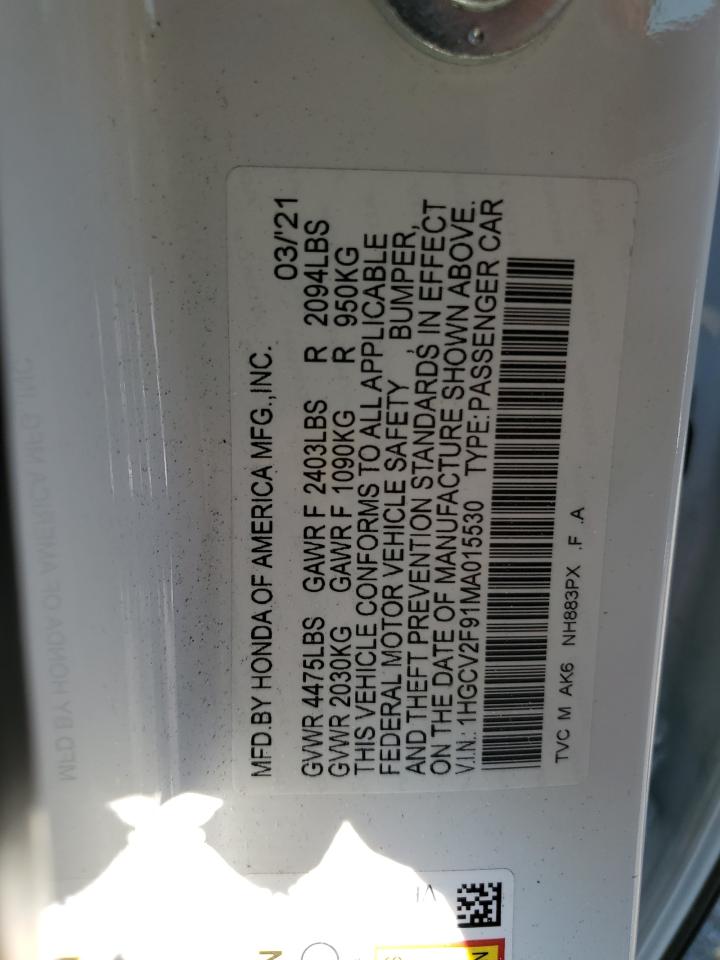 MFD.BY HONDA OF AMERICA MFG.,INC. 03/'21
GVWR 4475LBS GAWR F 2403LBS R 2094LBS
GVWR 2030KG GAWR F 1090KG R 950KG
THIS VEHICLE CONFORMS TO ALL APPLICABLE
FEDERAL MOTOR VEHICLE SAFETY , BUMPER,
AND THEFT PREVENTION STANDARDS IN EFFECT
ON THE DATE OF MANUFACTURE SHOWN ABOVE.
V.I.N.: 1HGCV2F91MA015530 TYPE:PASSENGER CAR
TVC M AK6 NH883PX .F .A